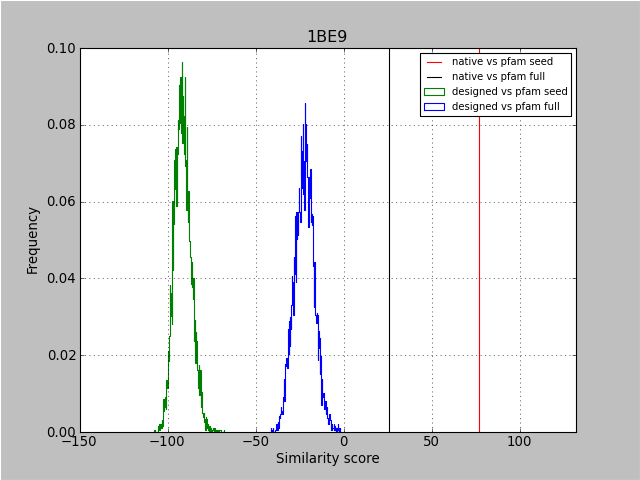 1BE9
native vs pfam seed
native vs pfam full
designed vs pfam seed
designed vs pfam full
Frequency
0.10
0.08
0.06
0.04
0.02
0.00
−150
−100
−50
0
50
100
Similarity score